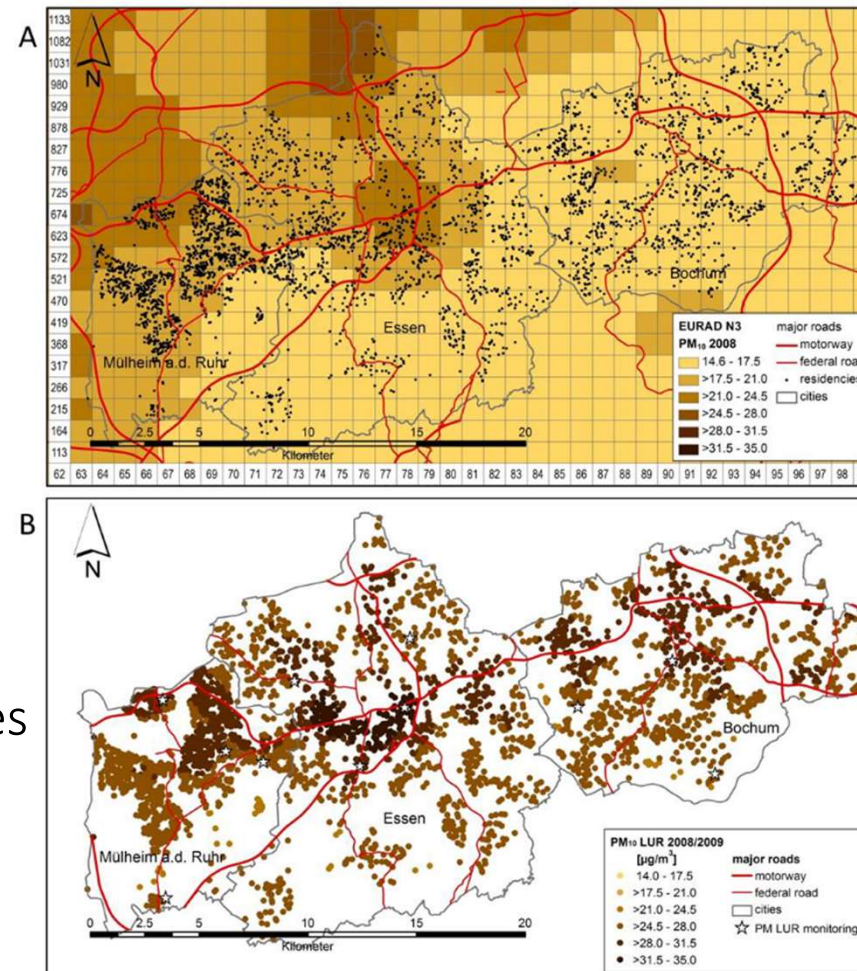 A
N
1133
1082
1031
980
929
878
827
776
725
674
623
572
521
470
419
368
317
266
215
164
113
Bochum
Essen
Mülheim a.d. Ruhr
0 2.5 5 10 15 20
Kilometer
EURAD N3
PM10 2008
14.6 - 17.5
>17.5 - 21.0
>21.0 - 24.5
>24.5 - 28.0
>28.0 - 31.5
>31.5 - 35.0
major roads
motorway
federal roa
residencies
cities
62 63 64 65 66 67 68 69 70 71 72 73 74 75 76 77 78 79 80 81 82 83 84 85 86 87 88 89 90 91 92 93 94 95 96 97 98
B
N
es
Bochum
Essen
Mülheim a.d. Ruhr
0 2.5 5 10 15 20
Kilometer
PM10 LUR 2008/2009
[µg/m³]
14.0 - 17.5
>17.5 - 21.0
>21.0 - 24.5
>24.5 - 28.0
>28.0 - 31.5
>31.5 - 35.0
major roads
motorway
federal road
cities
PM LUR monitoring